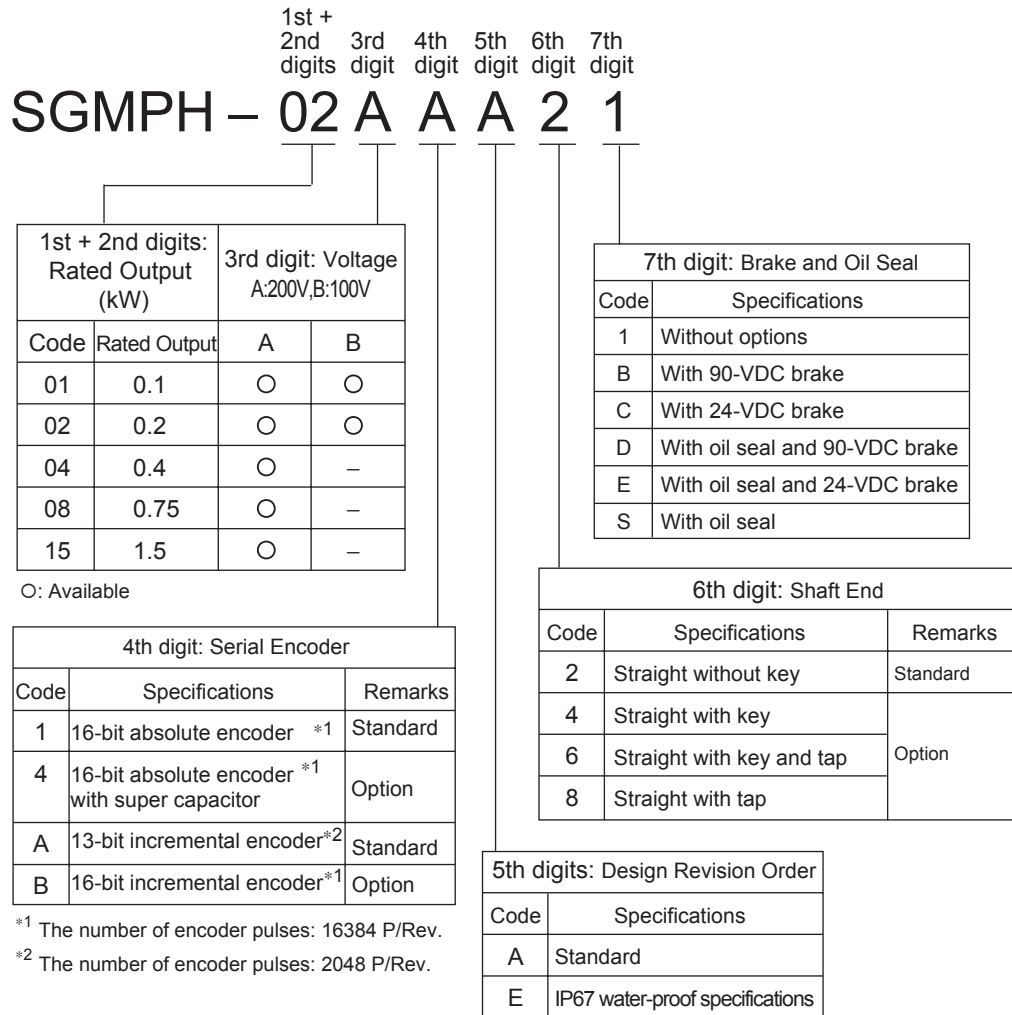 1st +
2nd 3rd 4th 5th 6th 7th
digits digit digit digit digit digit
SGMPH – 02 A A A 2 1
1st + 2nd digits:
Rated Output
(kW)
3rd digit: Voltage
A:200V,B:100V
Code Rated Output A B
01 0.1 ○ ○
02 0.2 ○ ○
04 0.4 ○ –
08 0.75 ○ –
15 1.5 ○ –
○: Available
7th digit: Brake and Oil Seal
Code Specifications
1 Without options
B With 90-VDC brake
C With 24-VDC brake
D With oil seal and 90-VDC brake
E With oil seal and 24-VDC brake
S With oil seal
6th digit: Shaft End
Code Specifications Remarks
2 Straight without key Standard
4 Straight with key
6 Straight with key and tap Option
8 Straight with tap
4th digit: Serial Encoder
Code Specifications Remarks
1 16-bit absolute encoder *1 Standard
4 16-bit absolute encoder *1
with super capacitor Option
A 13-bit incremental encoder*2 Standard
B 16-bit incremental encoder*1 Option
*1 The number of encoder pulses: 16384 P/Rev.
*2 The number of encoder pulses: 2048 P/Rev.
5th digits: Design Revision Order
Code Specifications
A Standard
E IP67 water-proof specifications